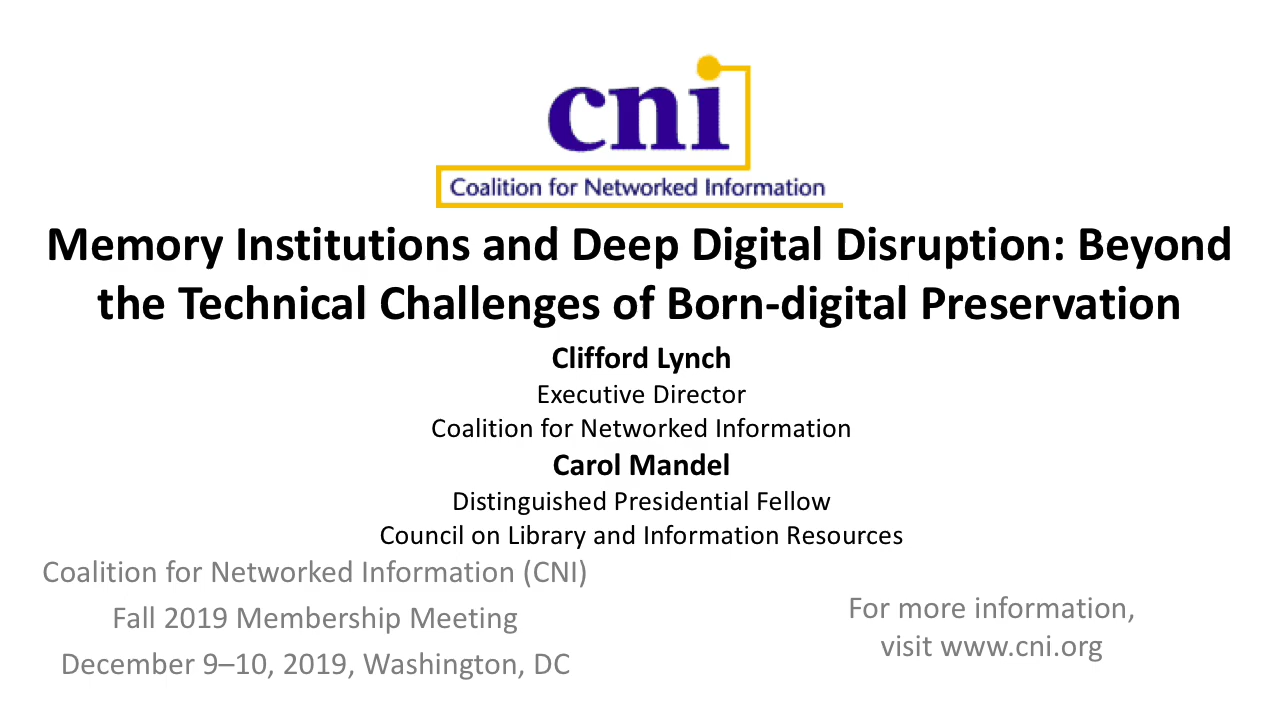 cni
Coalition for Networked Information
Memory Institutions and Deep Digital Disruption: Beyond
the Technical Challenges of Born-digital Preservation
Clifford Lynch
Executive Director
Coalition for Networked Information
Carol Mandel
Distinguished Presidential Fellow
Council on Library and Information Resources
Coalition for Networked Information (CNI)
Fall 2019 Membership Meeting
December 9–10, 2019, Washington, DC
For more information,
visit www.cni.org